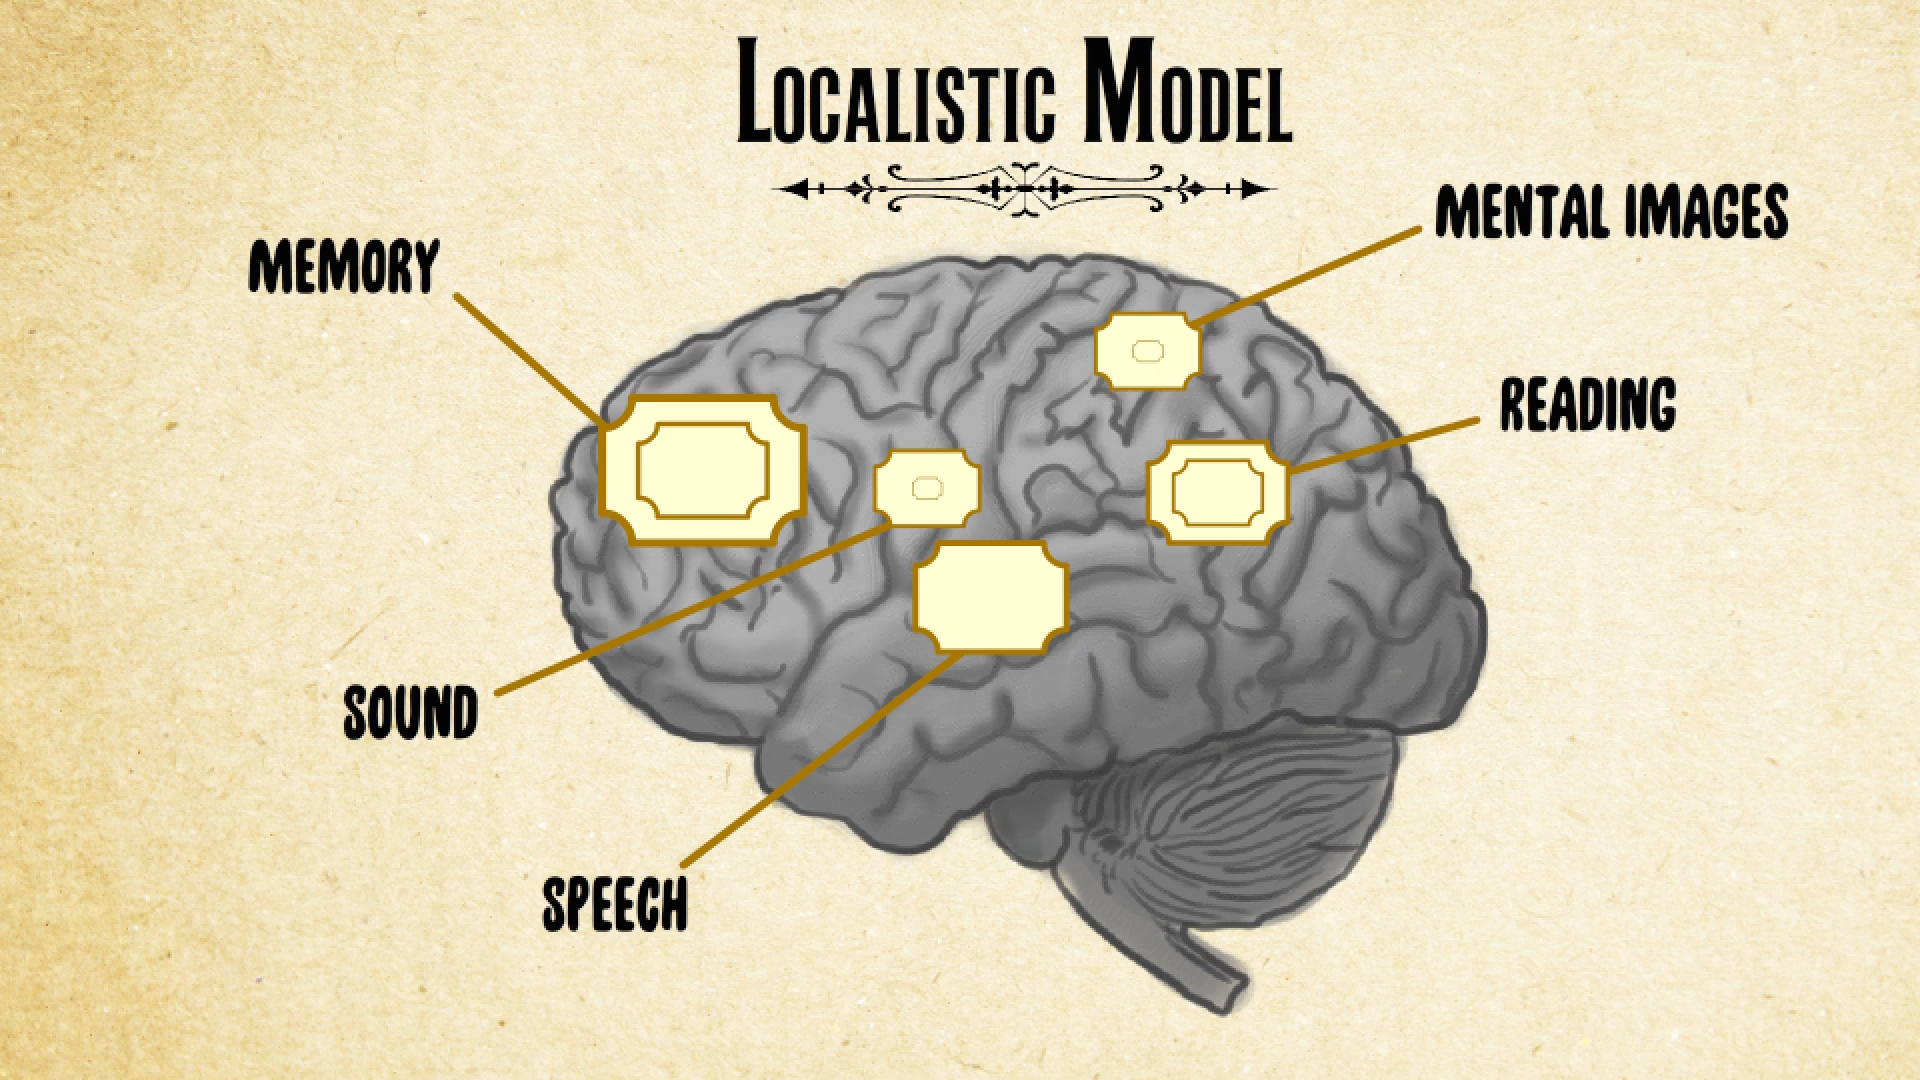 Localistic Model
MENTAL IMAGES
MEMORY
READING
SOUND
SPEECH